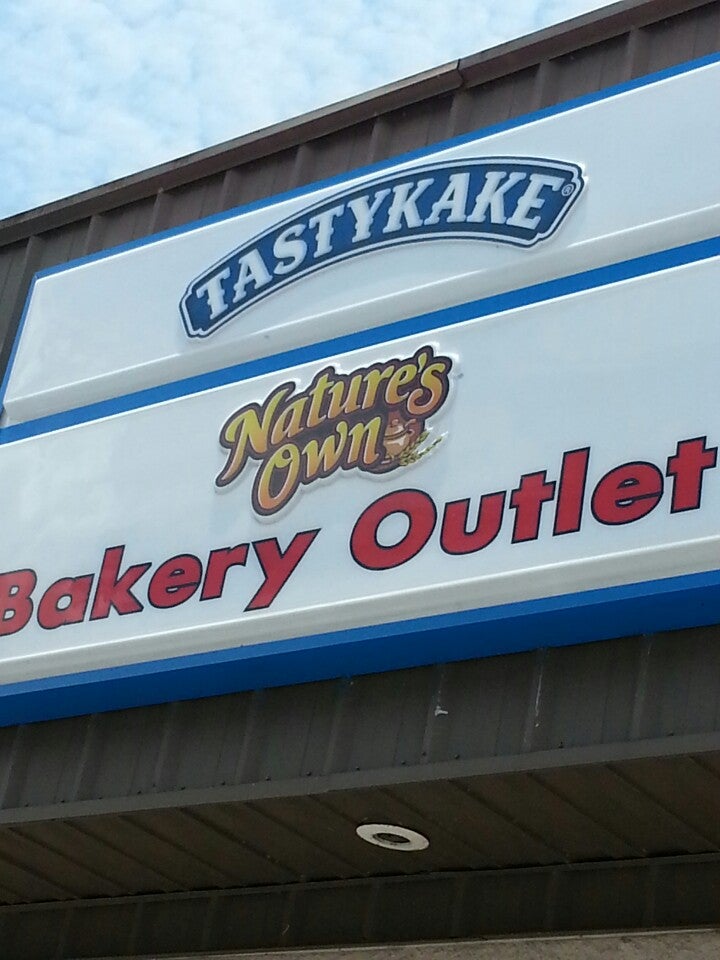 TASTYKAKE®
Nature's
Own
Bakery Outlet